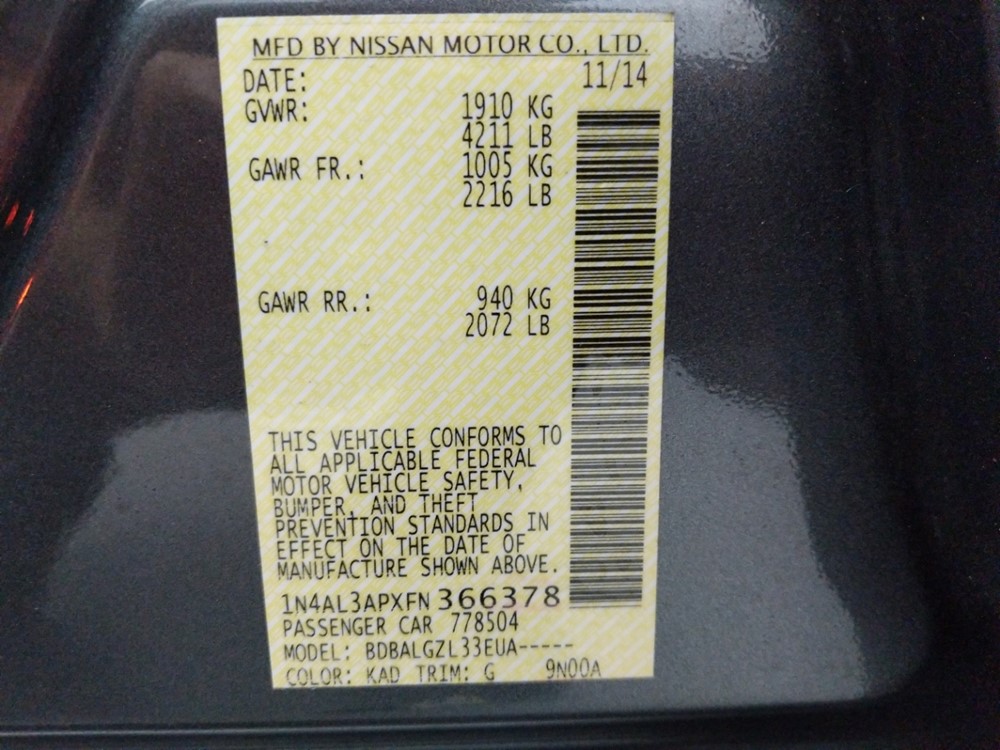 MFD BY NISSAN MOTOR CO., LTD.
DATE: 11/14
GVWR: 1910 KG
4211 LB
GAWR FR.: 1005 KG
2216 LB
GAWR RR.: 940 KG
2072 LB
THIS VEHICLE CONFORMS TO
ALL APPLICABLE FEDERAL
MOTOR VEHICLE SAFETY,
BUMPER, AND THEFT
PREVENTION STANDARDS IN
EFFECT ON THE DATE OF
MANUFACTURE SHOWN ABOVE.
1N4AL3APXFN366378
PASSENGER CAR 778504
MODEL: BDBALGZL33EUA-----
COLOR: KAD TRIM: G 9N00A